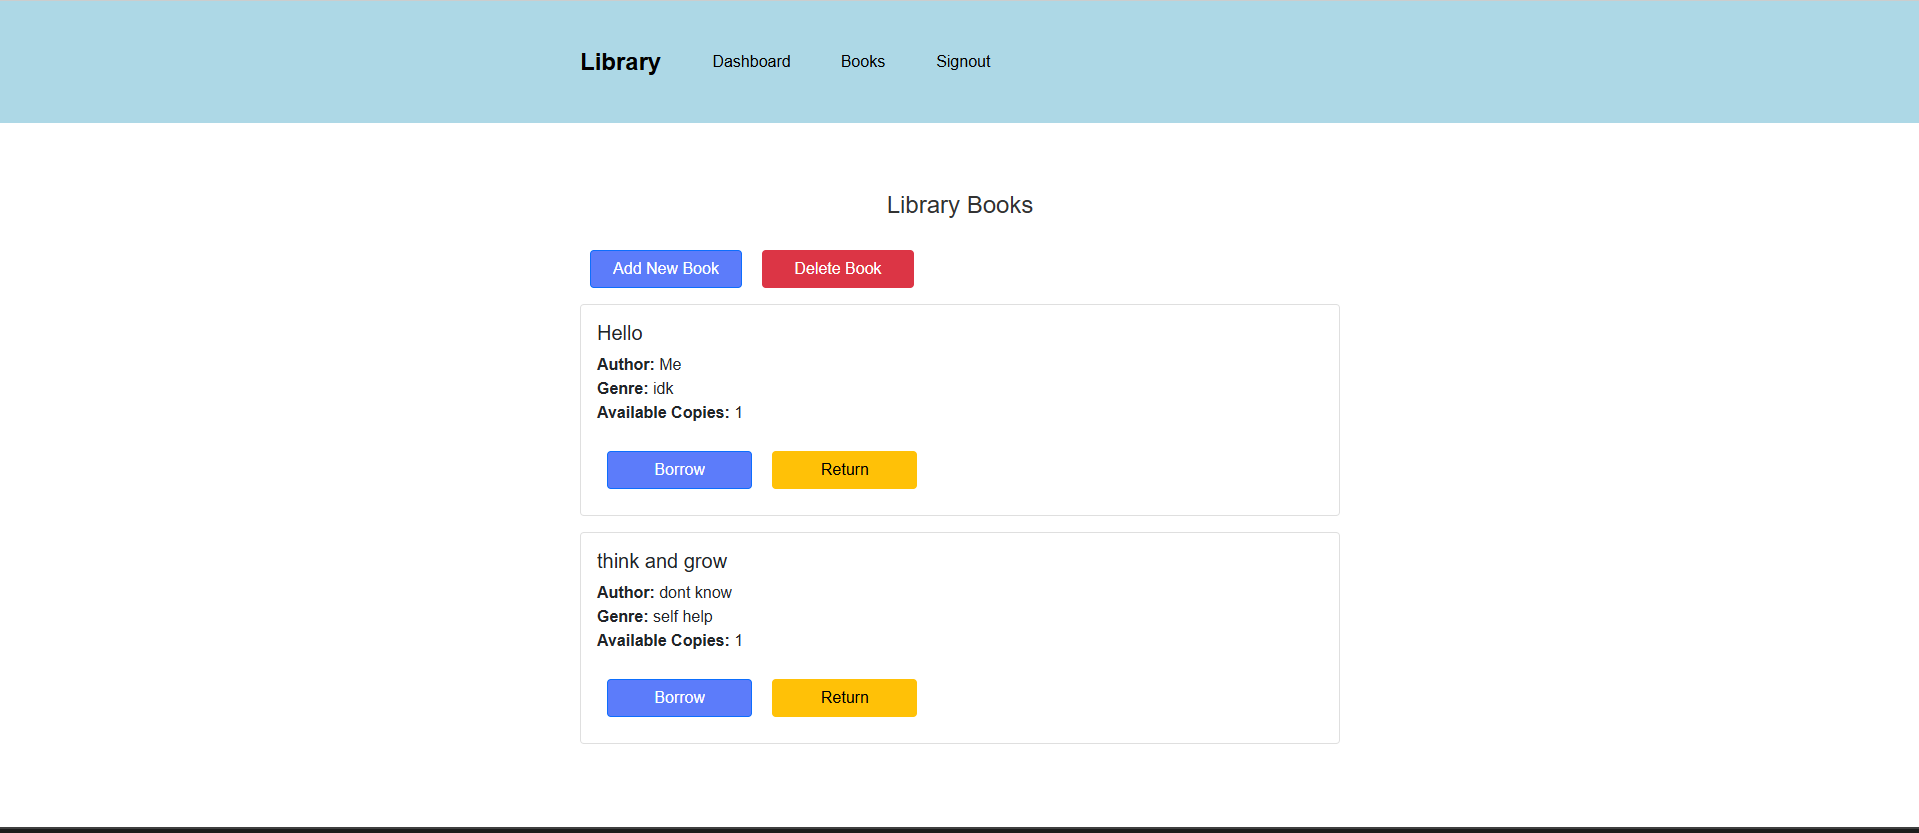 Library Dashboard Books Signout
Library Books
Add New Book Delete Book
Hello
Author: Me
Genre: idk
Available Copies: 1
Borrow Return
think and grow
Author: dont know
Genre: self help
Available Copies: 1
Borrow Return